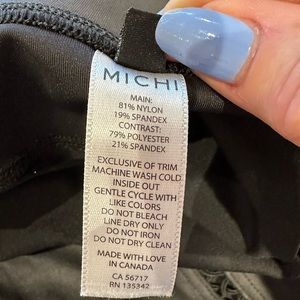 MICHI
MAIN:
81% NYLON
19% SPANDEX
CONTRAST:
79% POLYESTER
21% SPANDEX
EXCLUSIVE OF TRIM
MACHINE WASH COLD
INSIDE OUT
GENTLE CYCLE WITH
LIKE COLORS
DO NOT BLEACH
LINE DRY ONLY
DO NOT IRON
DO NOT DRY CLEAN
MADE WITH LOVE
IN CANADA
CA 56717
RN 135342